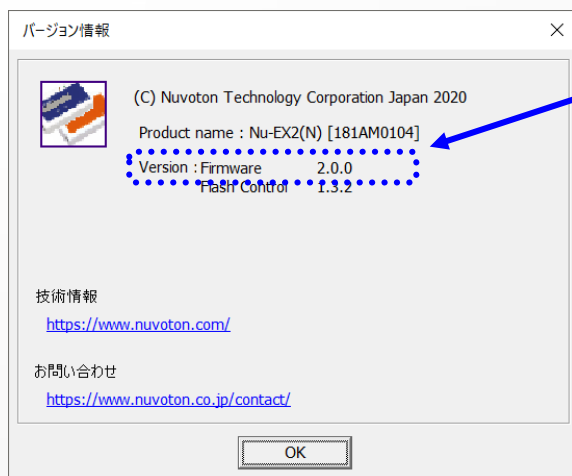 バージョン情報
(C) Nuvoton Technology Corporation Japan 2020
Product name : Nu-EX2(N) [181AM0104]
Version : Firmware 2.0.0
Flash Control 1.3.2
技術情報
https://www.nuvoton.com/
お問い合わせ
https://www.nuvoton.co.jp/contact/
OK